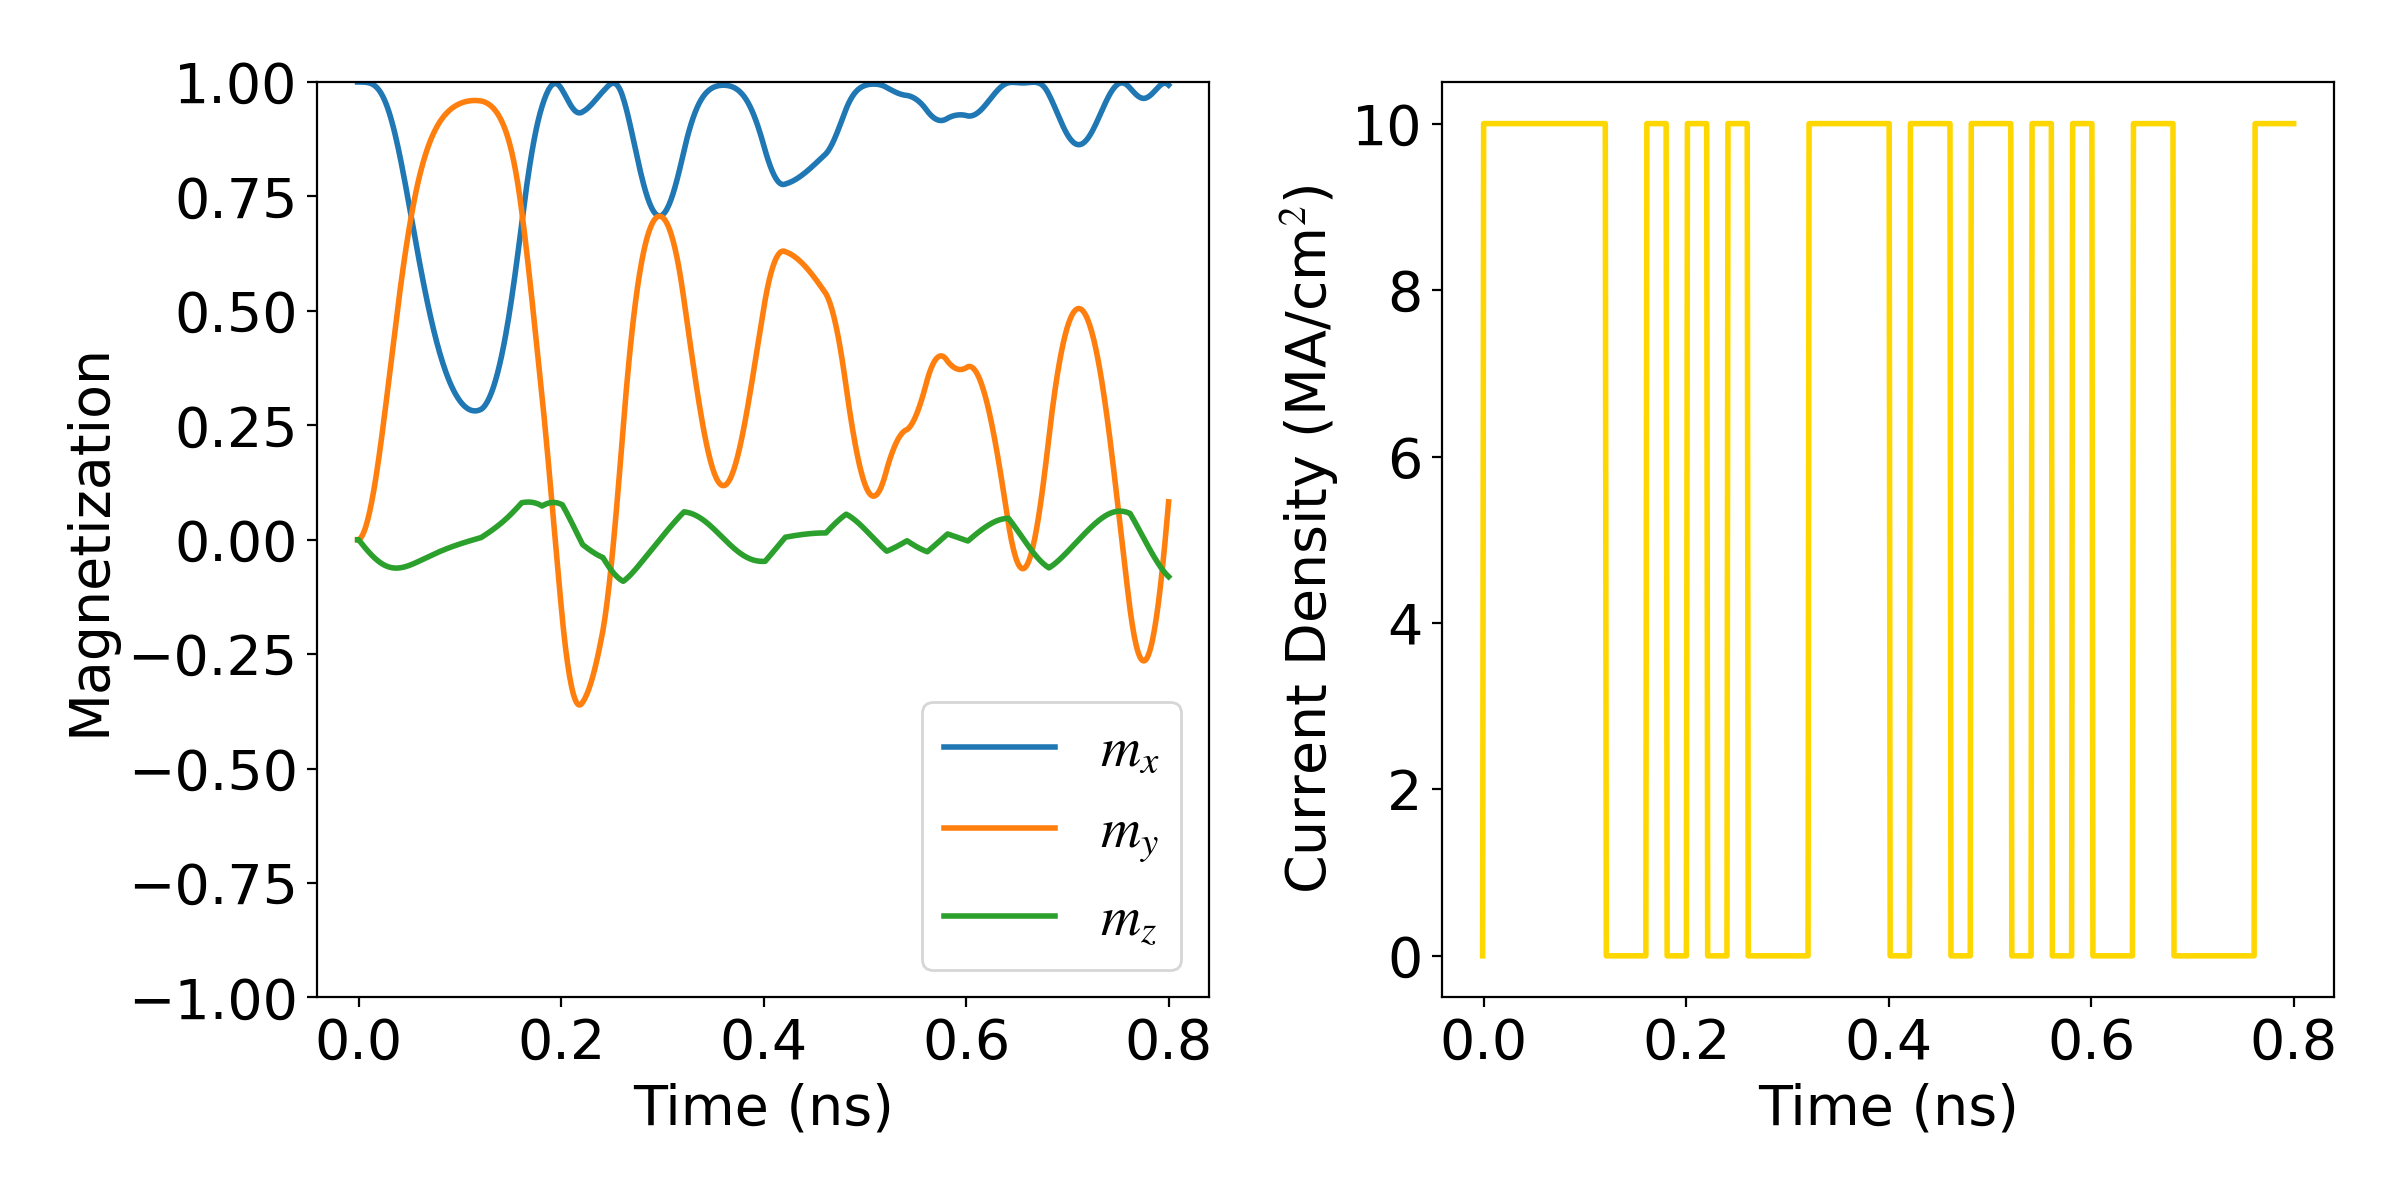 1.00
0.75
0.50
0.25
0.00
−0.25
−0.50
−0.75
−1.00
Magnetization
0.0 0.2 0.4 0.6 0.8
Time (ns)
m_x
m_y
m_z
10
8
6
4
2
0
Current Density (MA/cm²)
0.0 0.2 0.4 0.6 0.8
Time (ns)